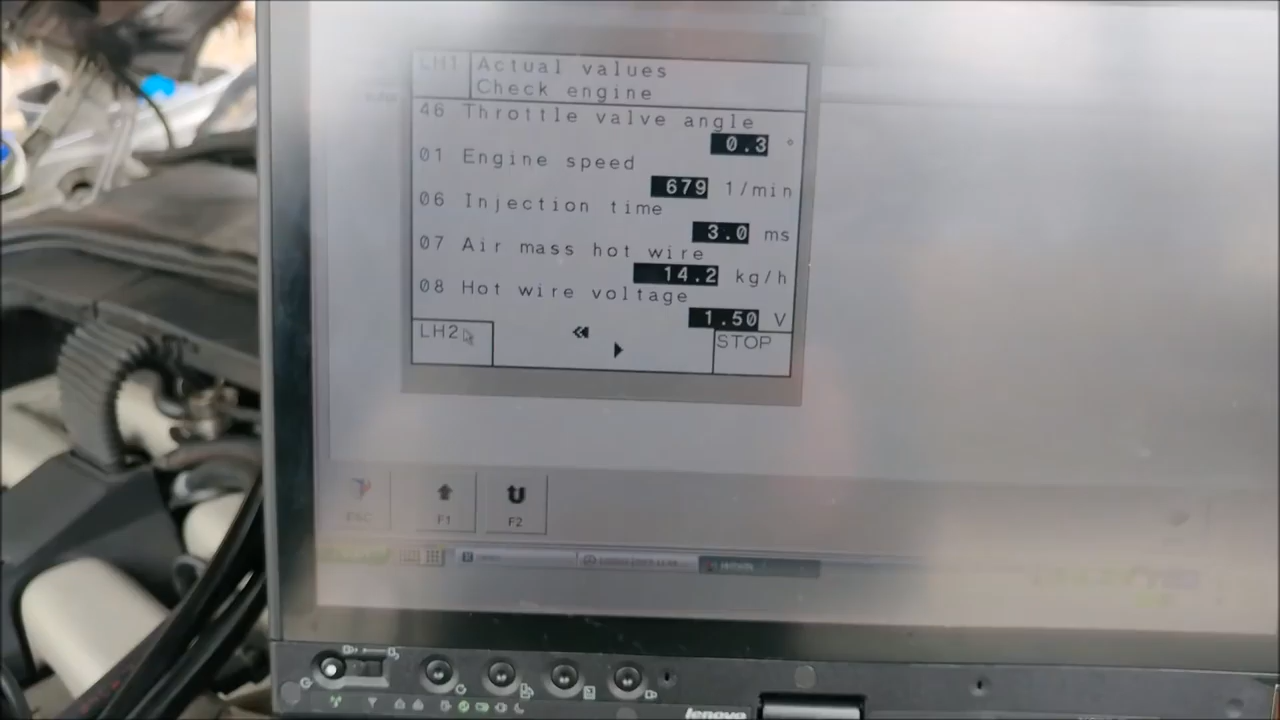 LH1 Actual values
Check engine
46 Throttle valve angle
0.3 °
01 Engine speed
679 1/min
06 Injection time
3.0 ms
07 Air mass hot wire
14.2 kg/h
08 Hot wire voltage
1.50 V
LH2
STOP
ESC
F1
F2
lenovo